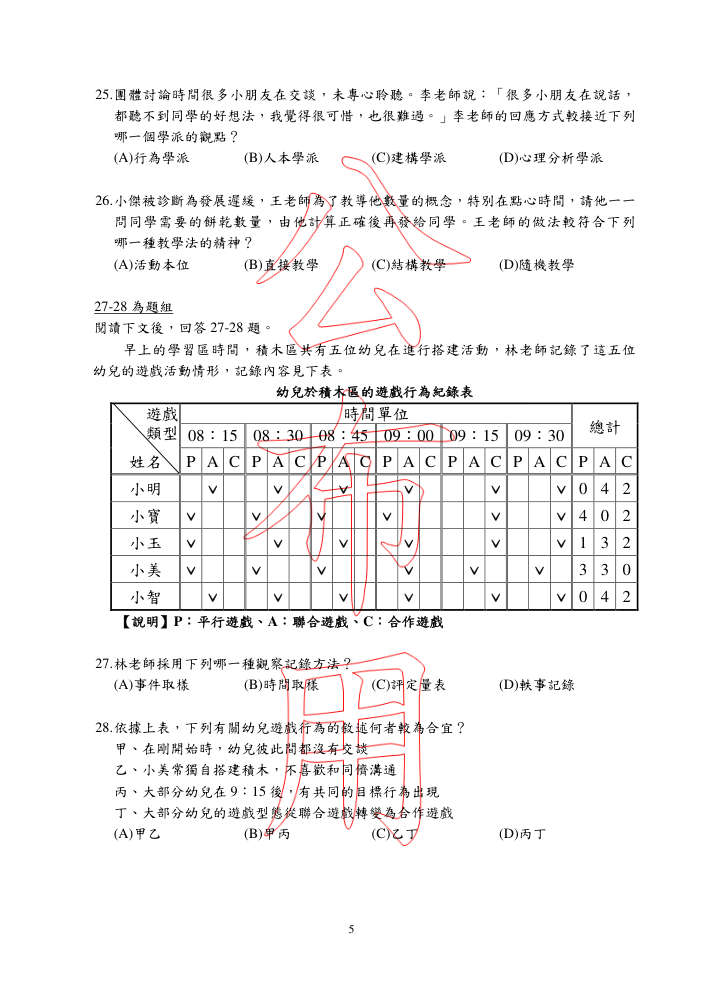 25.團體討論時間很多小朋友在交談，未專心聆聽。李老師說：「很多小朋友在說話，
都聽不到同學的好想法，我覺得很可惜，也很難過。」李老師的回應方式較接近下列
哪一個學派的觀點？
(A)行為學派 (B)人本學派 (C)建構學派 (D)心理分析學派
26.小傑被診斷為發展遲緩，王老師為了教導他數量的概念，特別在點心時間，請他一一
問同學需要的餅乾數量，由他計算正確後再發給同學。王老師的做法較符合下列
哪一種教學法的精神？
(A)活動本位 (B)直接教學 (C)結構教學 (D)隨機教學
27-28 為題組
閱讀下文後，回答 27-28 題。
早上的學習區時間，積木區共有五位幼兒在進行搭建活動，林老師記錄了這五位
幼兒的遊戲活動情形，記錄內容見下表。
幼兒於積木區的遊戲行為紀錄表
遊戲類型 姓名 時間單位 總計
08：15 08：30 08：45 09：00 09：15 09：30
P A C P A C P A C P A C P A C P A C P A C
小明 ∨ ∨ ∨ ∨ ∨ ∨ 0 4 2
小寶 ∨ ∨ ∨ ∨ ∨ ∨ 4 0 2
小玉 ∨ ∨ ∨ ∨ ∨ ∨ 1 3 2
小美 ∨ ∨ ∨ ∨ ∨ ∨ 3 3 0
小智 ∨ ∨ ∨ ∨ ∨ ∨ 0 4 2
【說明】P：平行遊戲、A：聯合遊戲、C：合作遊戲
27.林老師採用下列哪一種觀察記錄方法？
(A)事件取樣 (B)時間取樣 (C)評定量表 (D)軼事記錄
28.依據上表，下列有關幼兒遊戲行為的敘述何者較為合宜？
甲、在剛開始時，幼兒彼此間都沒有交談
乙、小美常獨自搭建積木，不喜歡和同儕溝通
丙、大部分幼兒在 9：15 後，有共同的目標行為出現
丁、大部分幼兒的遊戲型態從聯合遊戲轉變為合作遊戲
(A)甲乙 (B)甲丙 (C)乙丁 (D)丙丁
公布用
5